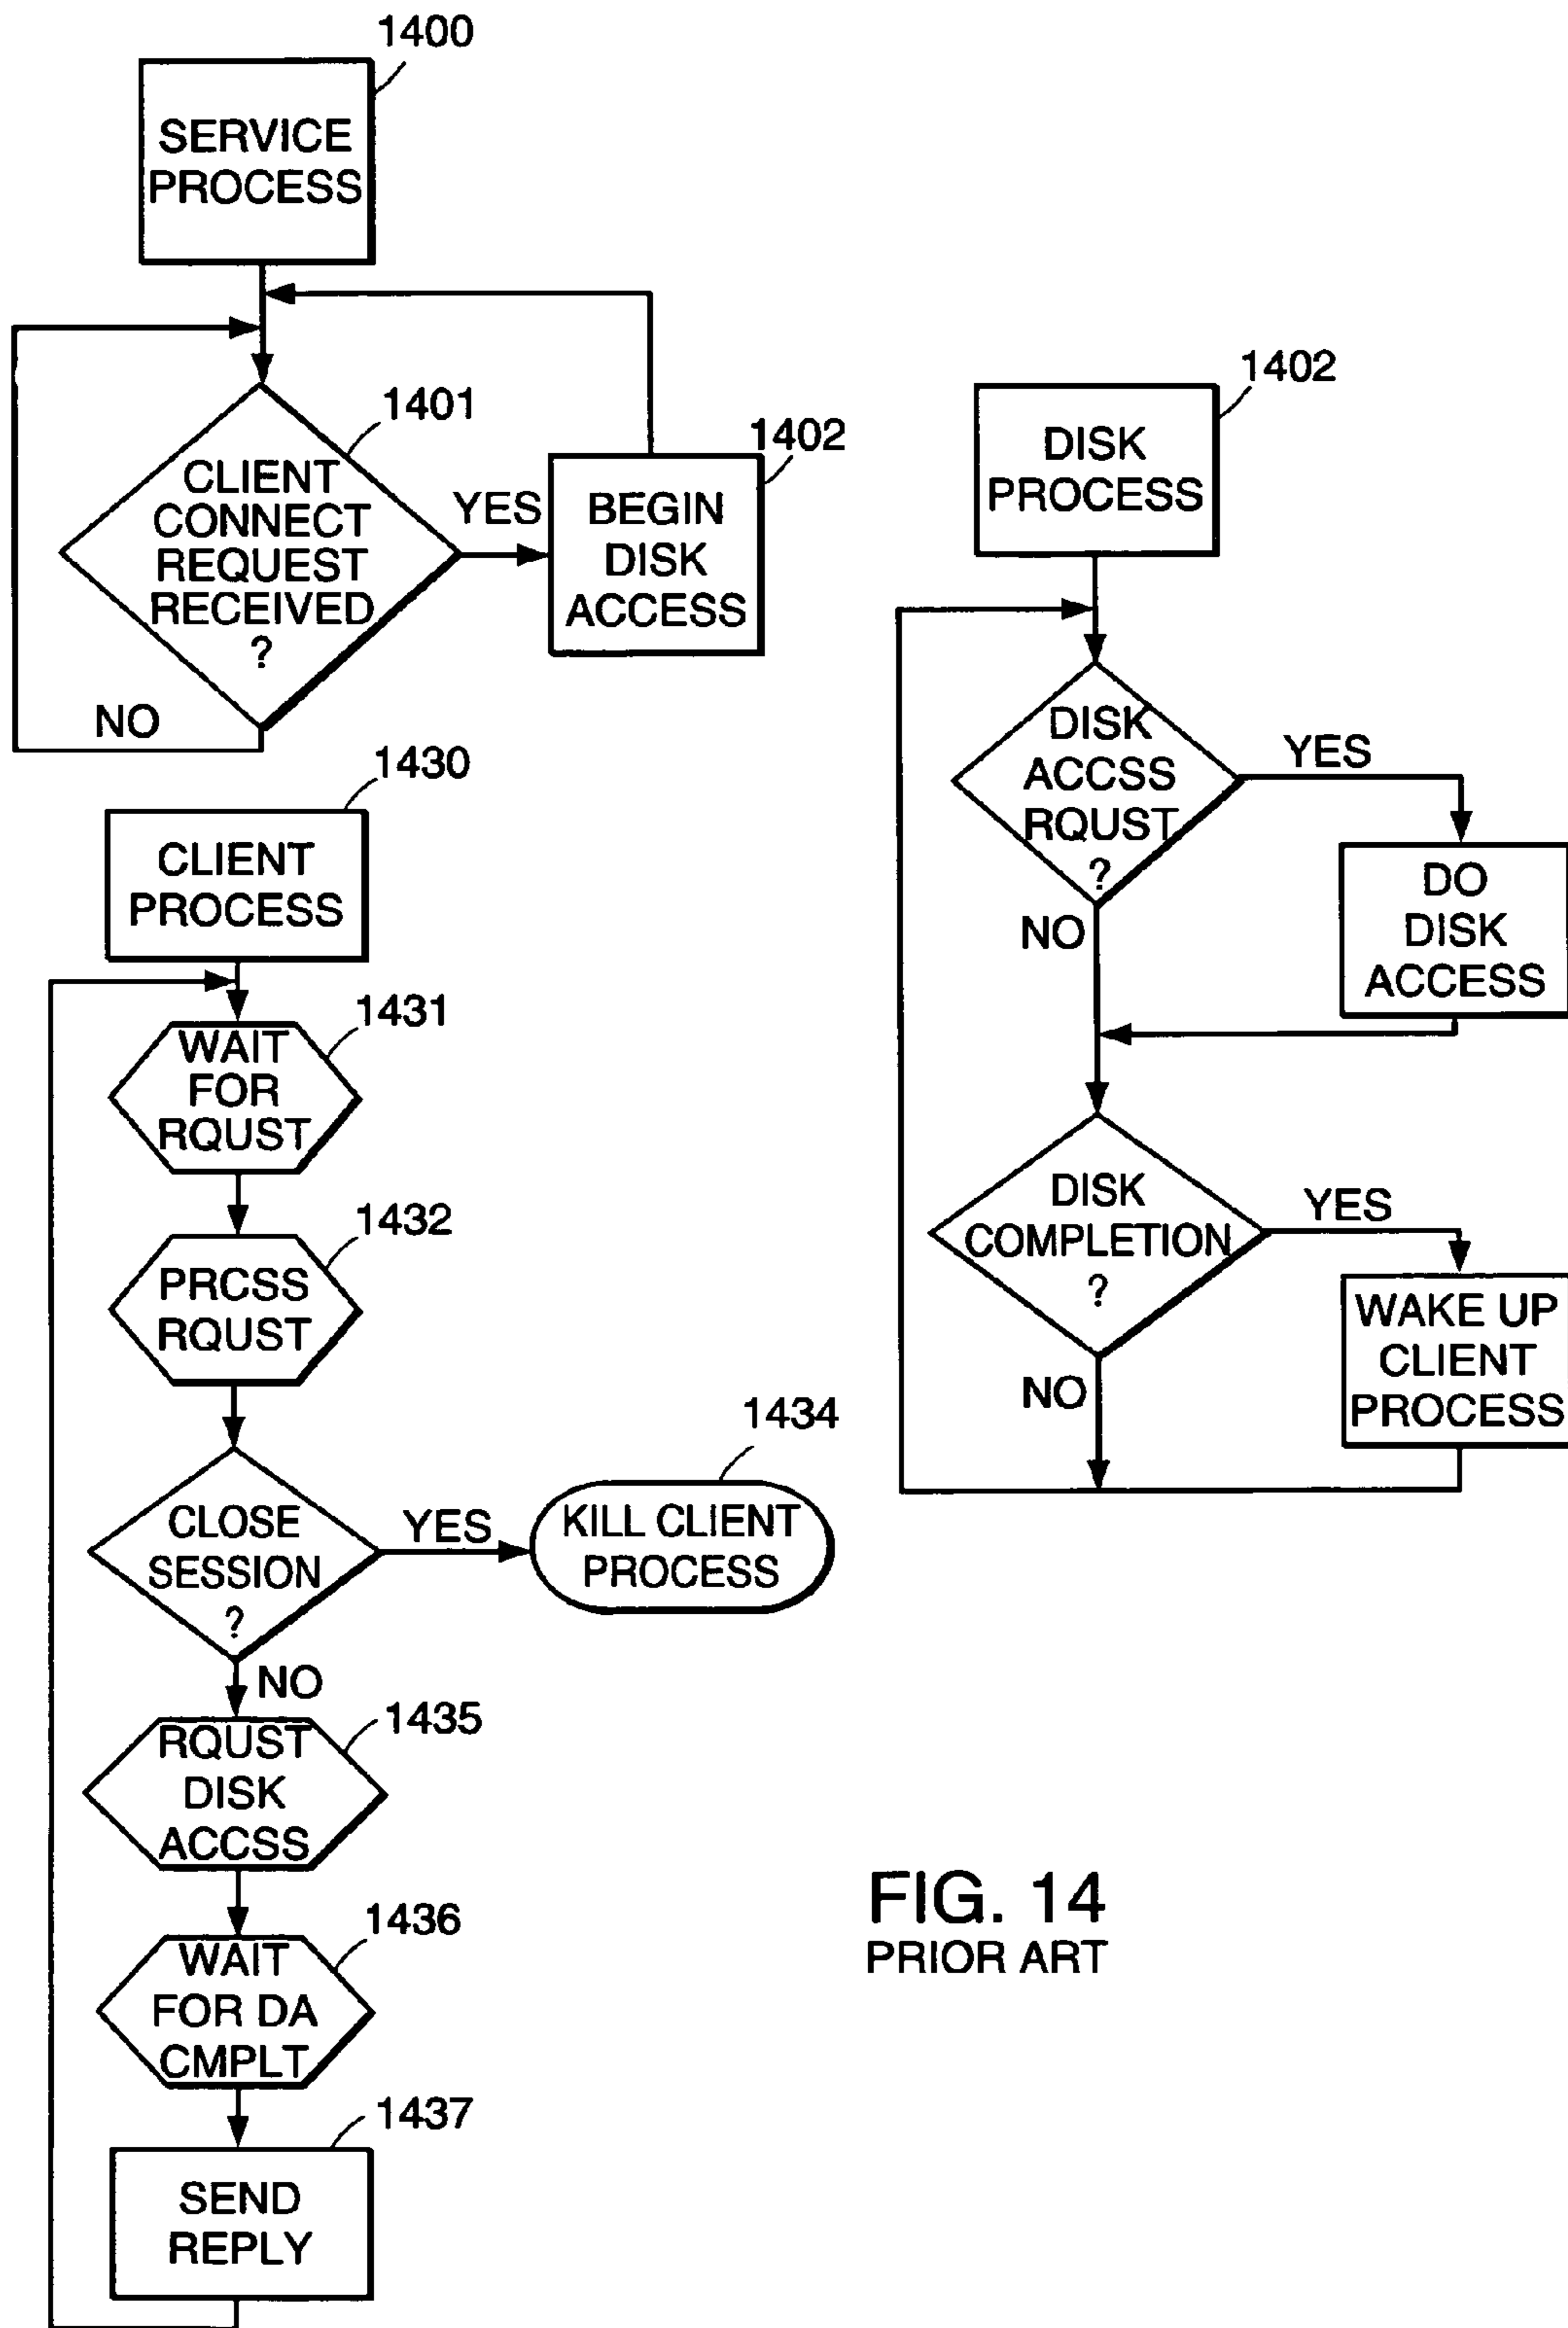 1400
SERVICE
PROCESS
1401
CLIENT
CONNECT
REQUEST
RECEIVED
?
YES
NO
1402
BEGIN
DISK
ACCESS
1430
CLIENT
PROCESS
1431
WAIT
FOR
RQUST
1432
PRCSS
RQUST
CLOSE
SESSION
?
YES
1434
KILL CLIENT
PROCESS
NO
1435
RQUST
DISK
ACCSS
1436
WAIT
FOR DA
CMPLT
1437
SEND
REPLY
1402
DISK
PROCESS
DISK
ACCSS
RQUST
?
YES
DO
DISK
ACCESS
NO
DISK
COMPLETION
?
YES
WAKE UP
CLIENT
PROCESS
NO
FIG. 14
PRIOR ART